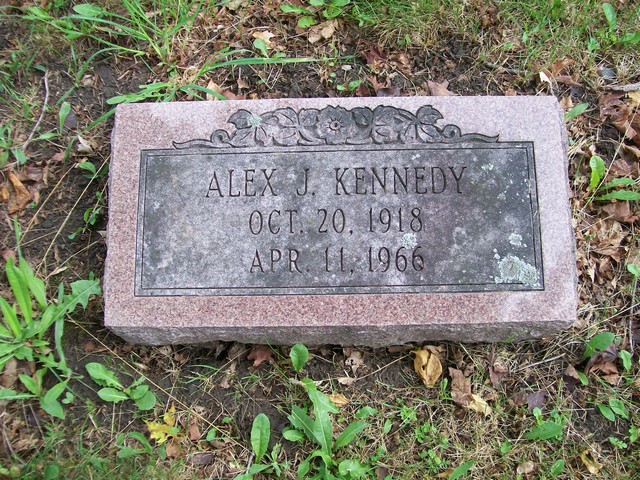 ALEX J. KENNEDY
OCT. 20, 1918
APR. 11, 1966